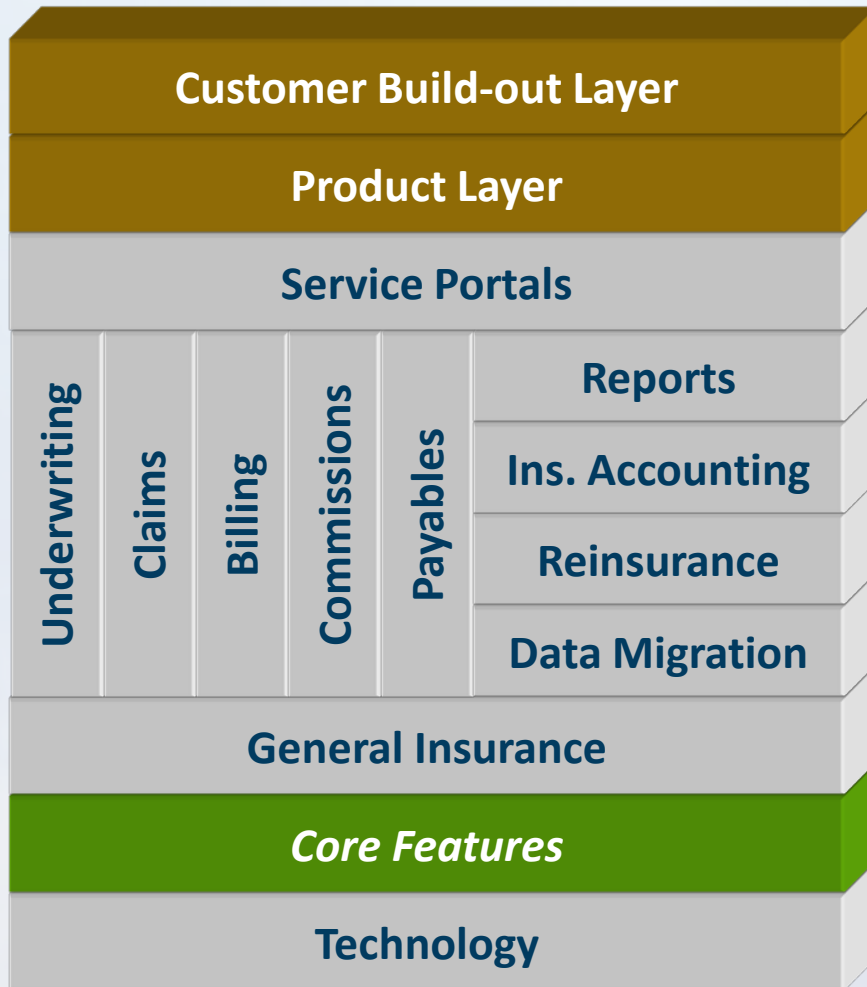 Customer Build-out Layer
Product Layer
Service Portals
Underwriting
Claims
Billing
Commissions
Payables
Reports
Ins. Accounting
Reinsurance
Data Migration
General Insurance
Core Features
Technology